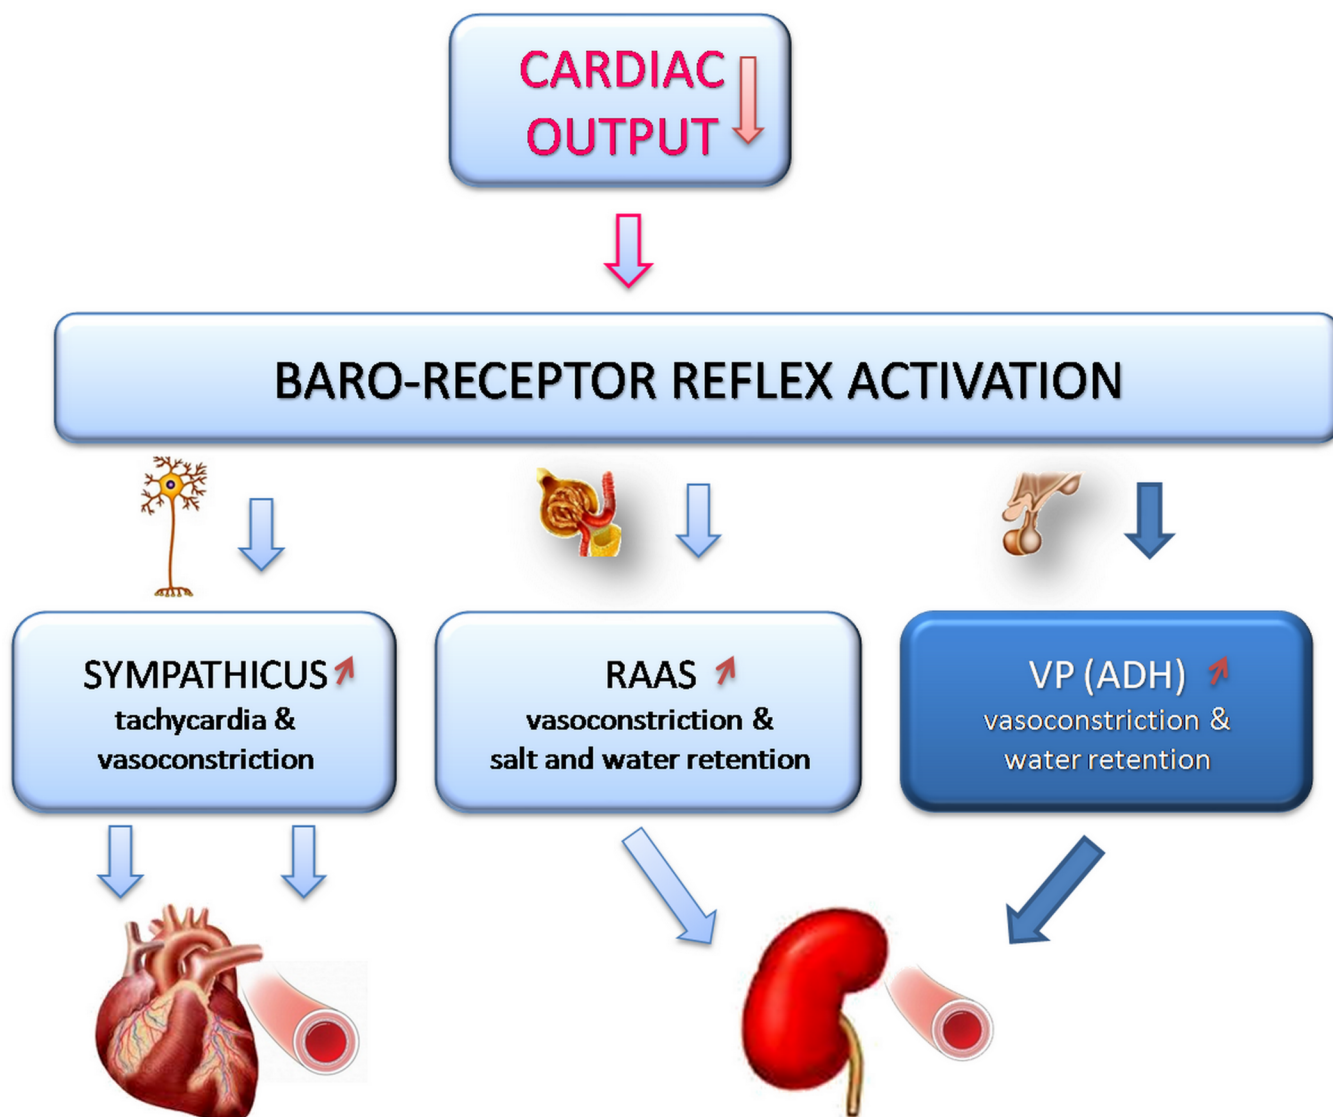 CARDIAC
OUTPUT
BARO-RECEPTOR REFLEX ACTIVATION
SYMPATHICUS
tachycardia &
vasoconstriction
RAAS
vasoconstriction &
salt and water retention
VP (ADH)
vasoconstriction &
water retention